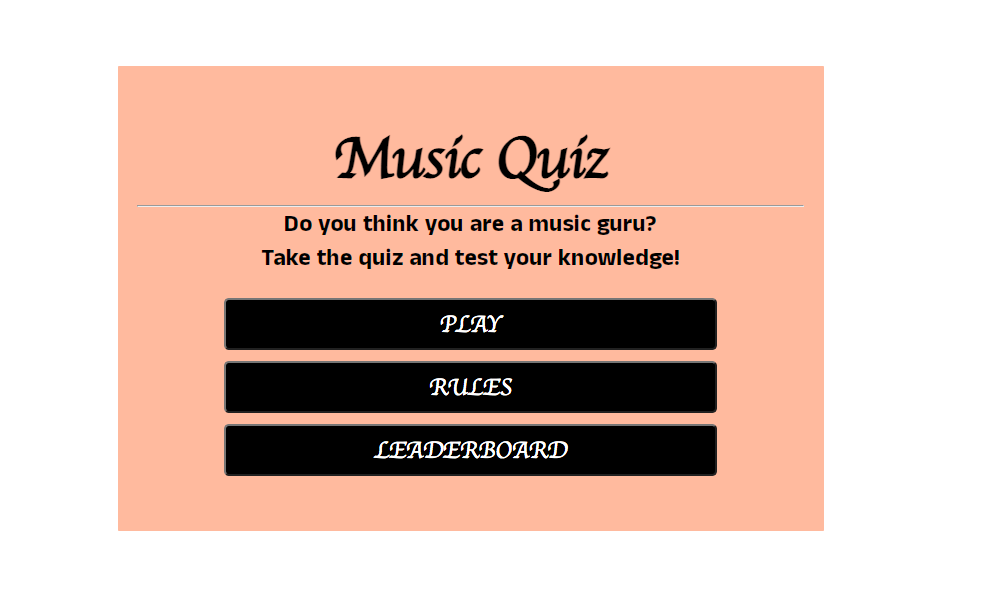 Music Quiz
Do you think you are a music guru?
Take the quiz and test your knowledge!
PLAY
RULES
LEADERBOARD